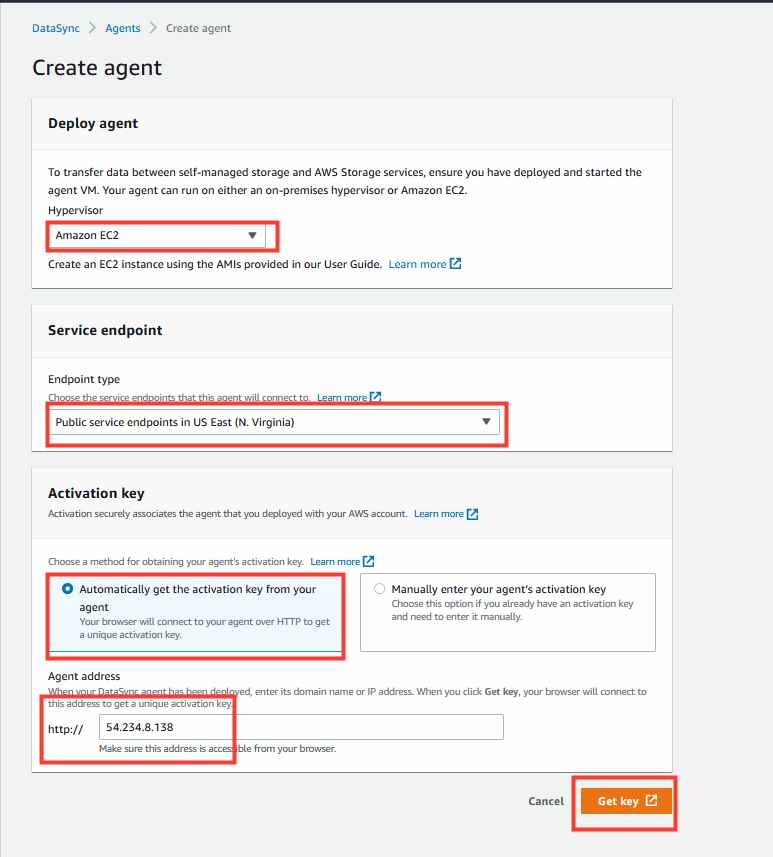 DataSync > Agents > Create agent
Create agent
Deploy agent
To transfer data between self-managed storage and AWS Storage services, ensure you have deployed and started the
agent VM. Your agent can run on either an on-premises hypervisor or Amazon EC2.
Hypervisor
Amazon EC2
Create an EC2 instance using the AMIs provided in our User Guide. Learn more
Service endpoint
Endpoint type
Choose the service endpoints that this agent will connect to. Learn more
Public service endpoints in US East (N. Virginia)
Activation key
Activation securely associates the agent that you deployed with your AWS account. Learn more
Choose a method for obtaining your agent's activation key. Learn more
Automatically get the activation key from your
agent
Your browser will connect to your agent over HTTP to get
a unique activation key.
Manually enter your agent's activation key
Choose this option if you already have an activation key
and need to enter it manually.
Agent address
When your DataSync agent has been deployed, enter its domain name or IP address. When you click Get key, your browser will connect to
this address to get a unique activation key.
http:// 54.234.8.138
Make sure this address is accessible from your browser.
Cancel Get key